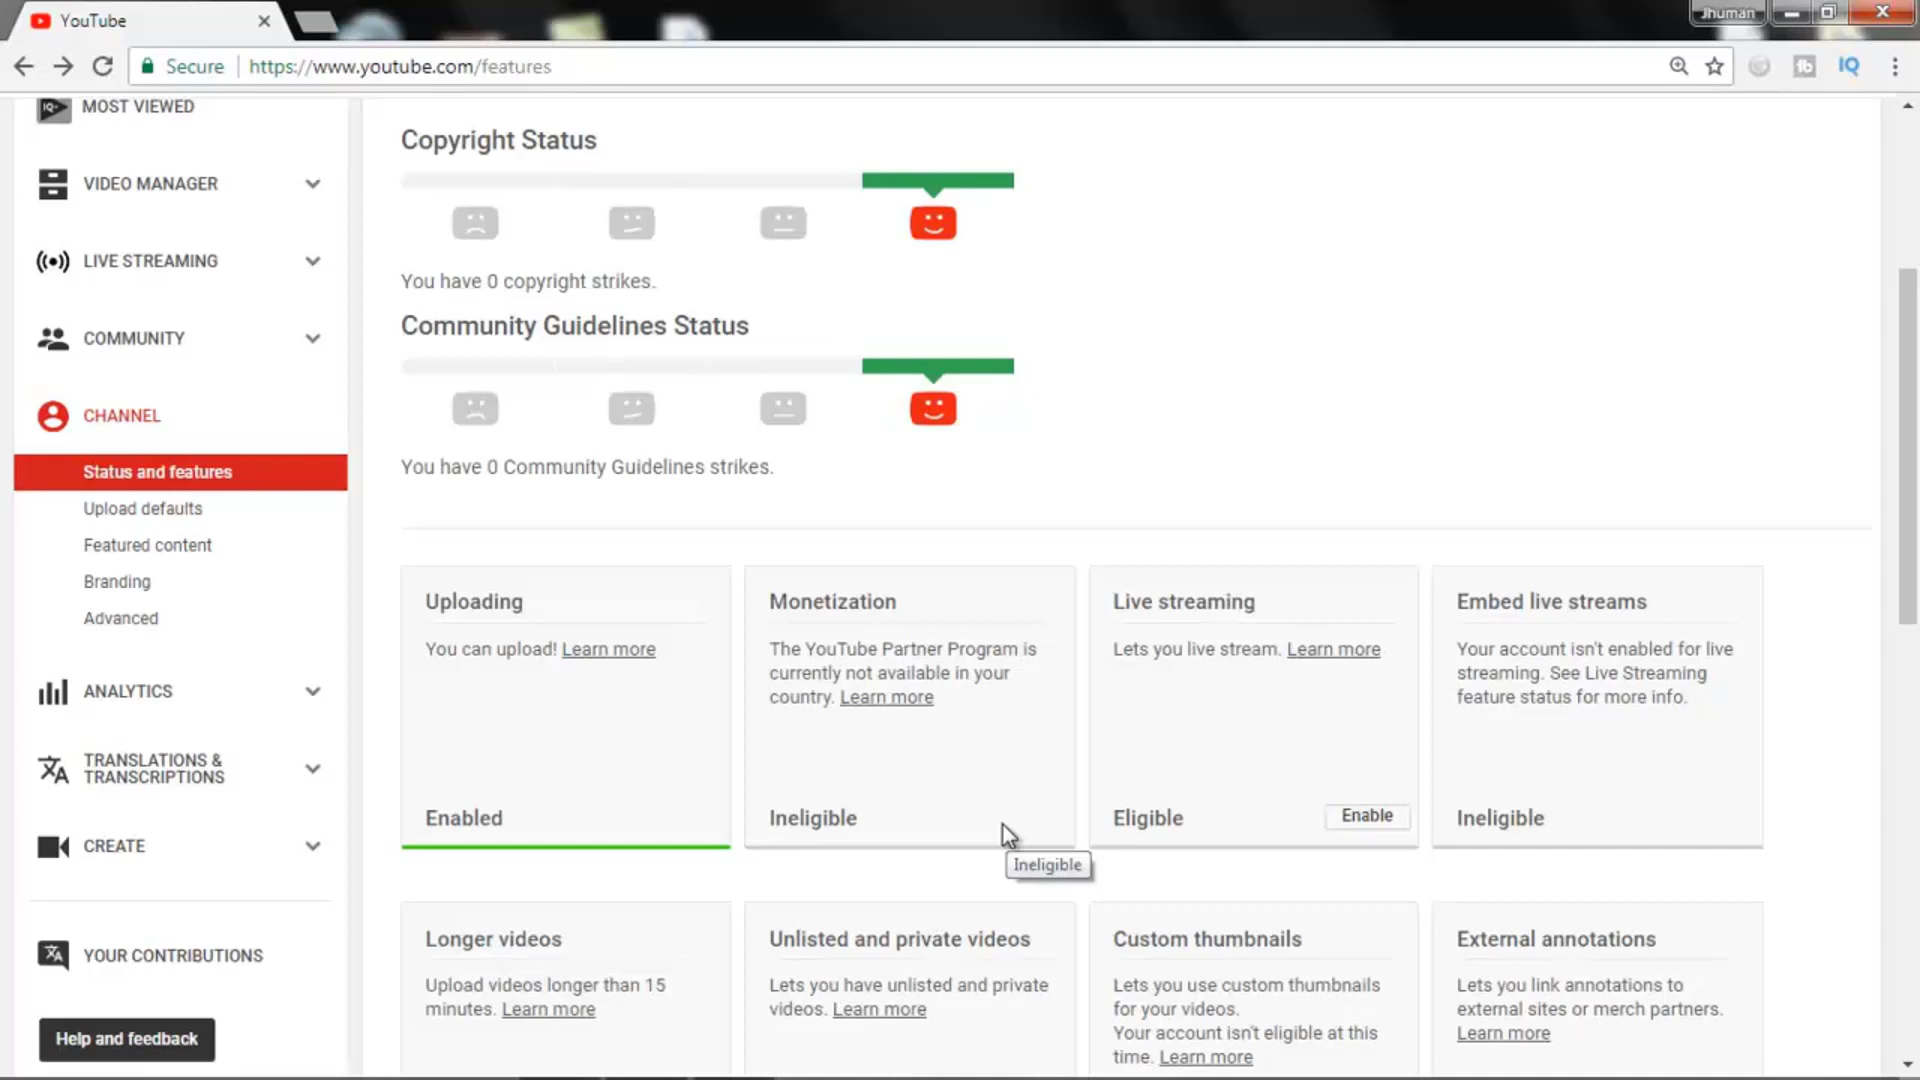 YouTube
Jhuman
Secure
https://www.youtube.com/features
IQ
MOST VIEWED
VIDEO MANAGER
LIVE STREAMING
COMMUNITY
CHANNEL
Status and features
Upload defaults
Featured content
Branding
Advanced
ANALYTICS
TRANSLATIONS &
TRANSCRIPTIONS
CREATE
YOUR CONTRIBUTIONS
Help and feedback
Copyright Status
You have 0 copyright strikes.
Community Guidelines Status
You have 0 Community Guidelines strikes.
Uploading
You can upload! Learn more
Enabled
Monetization
The YouTube Partner Program is
currently not available in your
country. Learn more
Ineligible
Ineligible
Live streaming
Lets you live stream. Learn more
Eligible
Enable
Embed live streams
Your account isn't enabled for live
streaming. See Live Streaming
feature status for more info.
Ineligible
Longer videos
Upload videos longer than 15
minutes. Learn more
Unlisted and private videos
Lets you have unlisted and private
videos. Learn more
Custom thumbnails
Lets you use custom thumbnails
for your videos.
Your account isn't eligible at this
time. Learn more
External annotations
Lets you link annotations to
external sites or merch partners.
Learn more